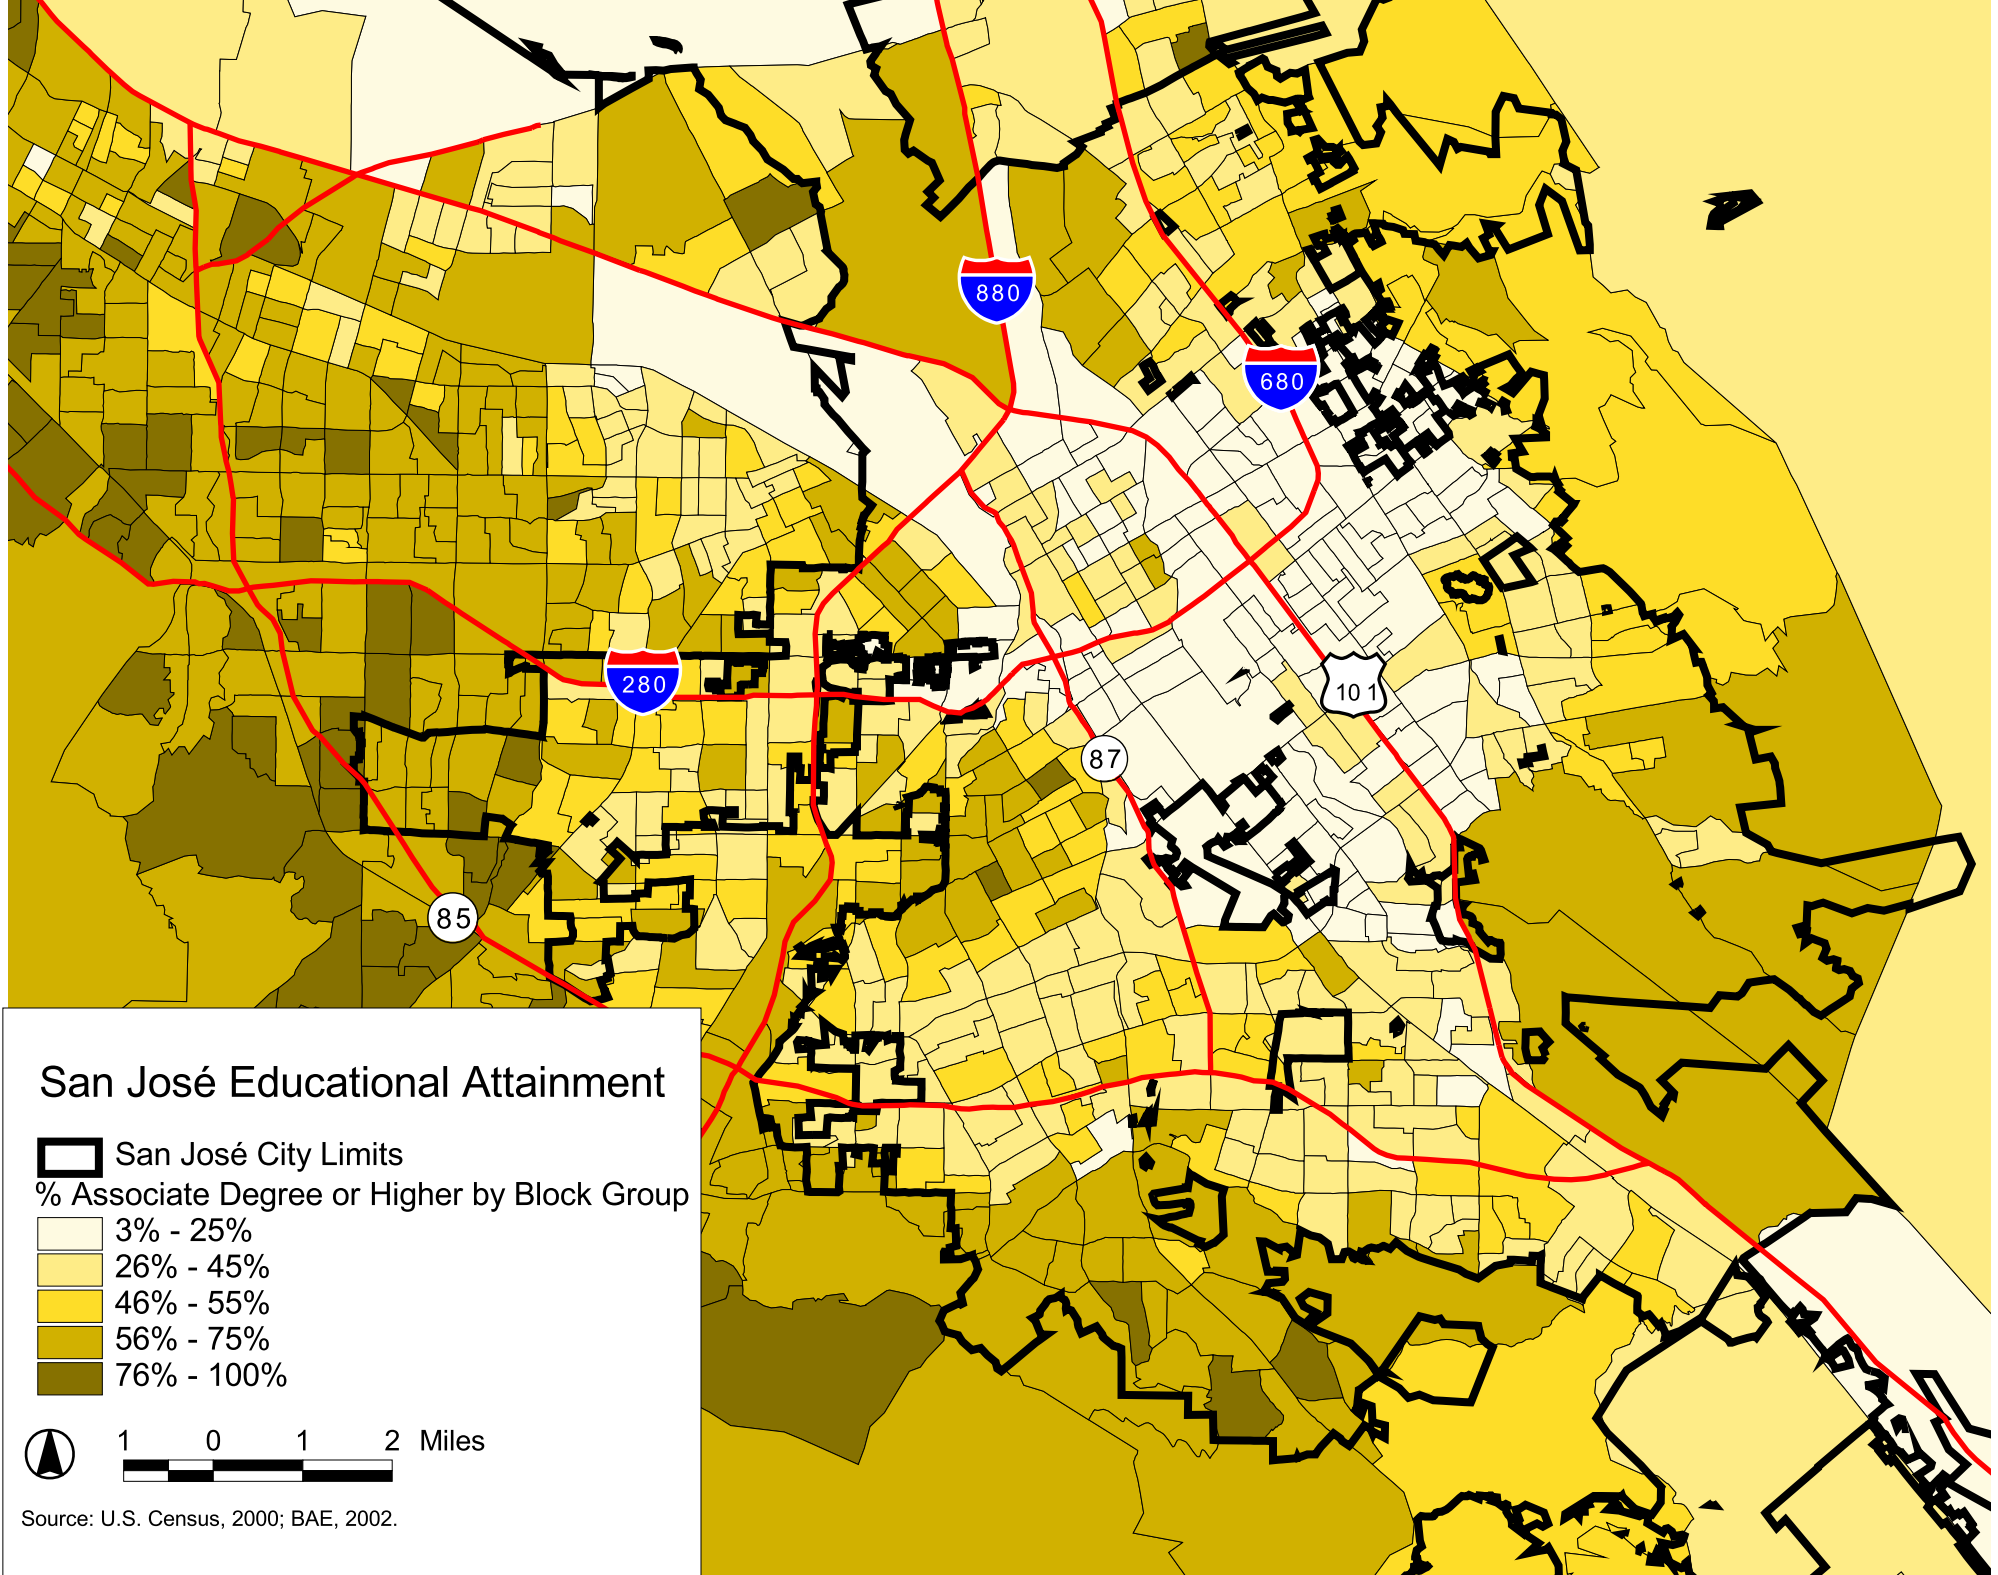 880
680
280
10 1
87
85
San José Educational Attainment
San José City Limits
% Associate Degree or Higher by Block Group
3% - 25%
26% - 45%
46% - 55%
56% - 75%
76% - 100%
1 0 1 2 Miles
Source: U.S. Census, 2000; BAE, 2002.